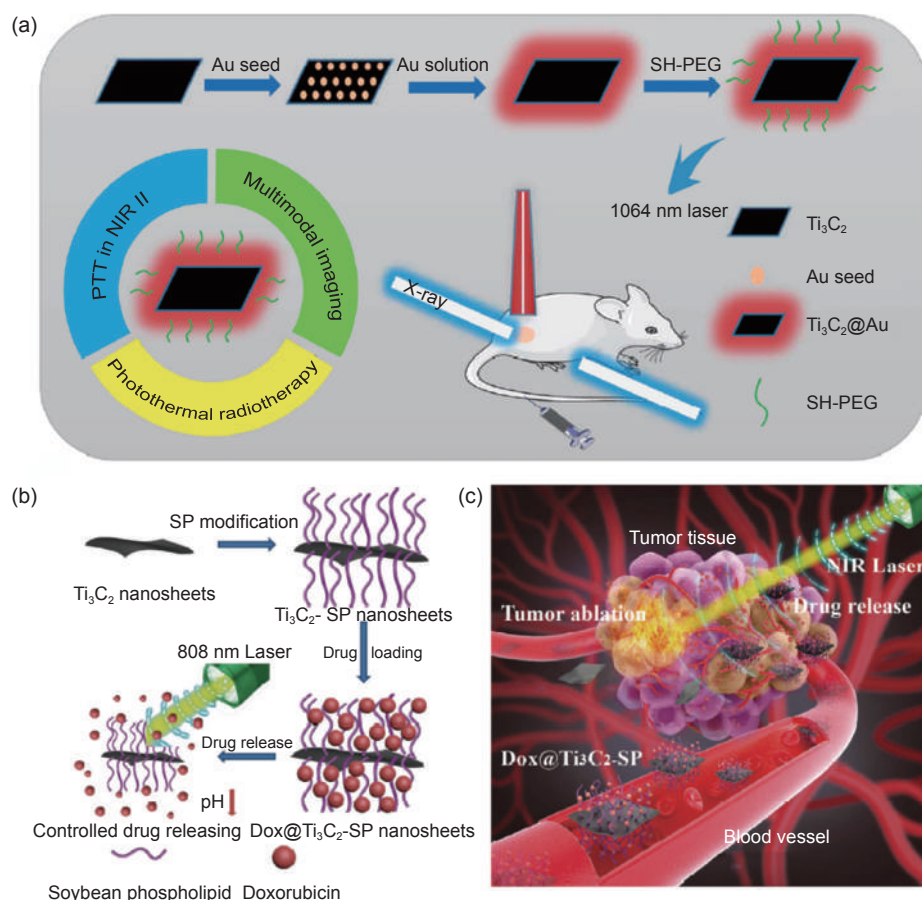 (a)
Au seed
Au solution
SH-PEG
1064 nm laser
PTT in NIR II
Multimodal imaging
Photothermal radiotherapy
X-ray
Ti₃C₂
Au seed
Ti₃C₂@Au
SH-PEG
(b)
SP modification
Ti₃C₂ nanosheets
Ti₃C₂- SP nanosheets
808 nm Laser
Drug
loading
Drug release
pH
Controlled drug releasing
Dox@Ti₃C₂-SP nanosheets
Soybean phospholipid
Doxorubicin
(c)
Tumor tissue
NIR Laser
Tumor ablation
Drug release
Dox@Ti₃C₂-SP
Blood vessel